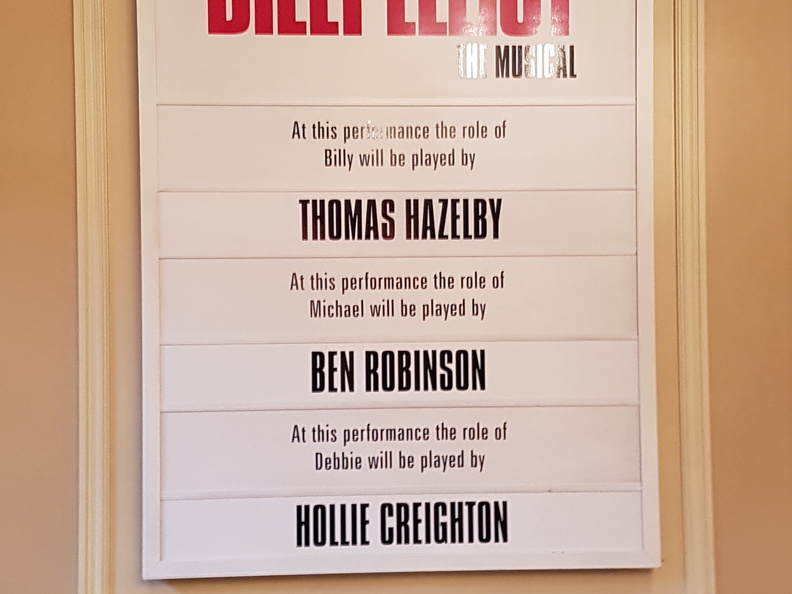 BILLY ELLIOT
THE MUSICAL
At this performance the role of
Billy will be played by
THOMAS HAZELBY
At this performance the role of
Michael will be played by
BEN ROBINSON
At this performance the role of
Debbie will be played by
HOLLIE CREIGHTON